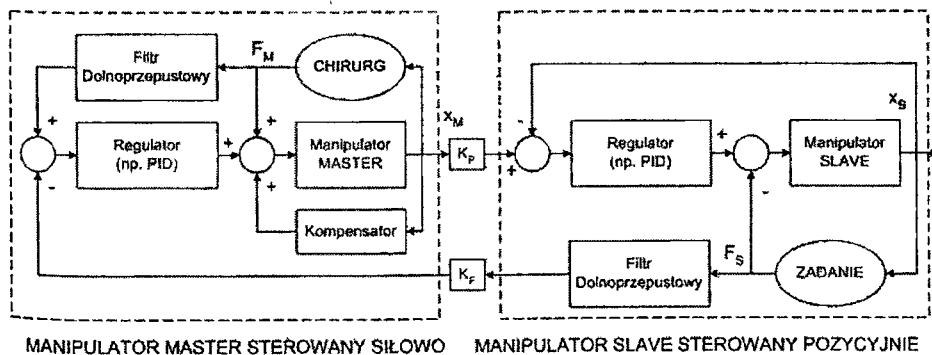 Filtr
Dolnoprzepustowy
F_M
CHIRURG
+
Regulator
(np. PID)
+
+
+
Manipulator
MASTER
Kompensator
-
x_M
K_P
K_F
+
-
Regulator
(np. PID)
+
-
Manipulator
SLAVE
x_S
Filtr
Dolnoprzepustowy
F_S
ZADANIE
MANIPULATOR MASTER STEROWANY SIŁOWO
MANIPULATOR SLAVE STEROWANY POZYCYJNIE